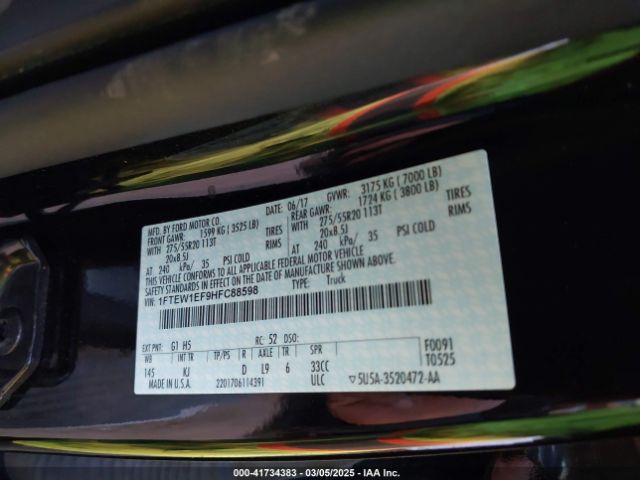 MFD. BY FORD MOTOR CO.
DATE: 06/17 GVWR: 3175 KG ( 7000 LB)
FRONT GAWR: 1599 KG ( 3525 LB) REAR GAWR: 1724 KG ( 3800 LB)
WITH 275/55R20 113T TIRES WITH 275/55R20 113T TIRES
20x8.5J RIMS 20x8.5J RIMS
AT 240 kPa/ 35 PSI COLD AT 240 kPa/ 35 PSI COLD
THIS VEHICLE CONFORMS TO ALL APPLICABLE FEDERAL MOTOR VEHICLE
SAFETY AND THEFT PREVENTION STANDARDS IN EFFECT ON THE DATE OF MANUFACTURE SHOWN ABOVE.
VIN: 1FTEW1EF9HFC88598 TYPE: Truck
EXT PNT: G1 H5 RC: 52 DSO: F0091
WB INT TR TP/PS R AXLE TR SPR T0525
145 KJ D L9 6 33CC
MADE IN U.S.A. 2201706114391 ULC 5U5A-3520472-AA
000-41734383 | 03/05/2025 - IAA Inc.